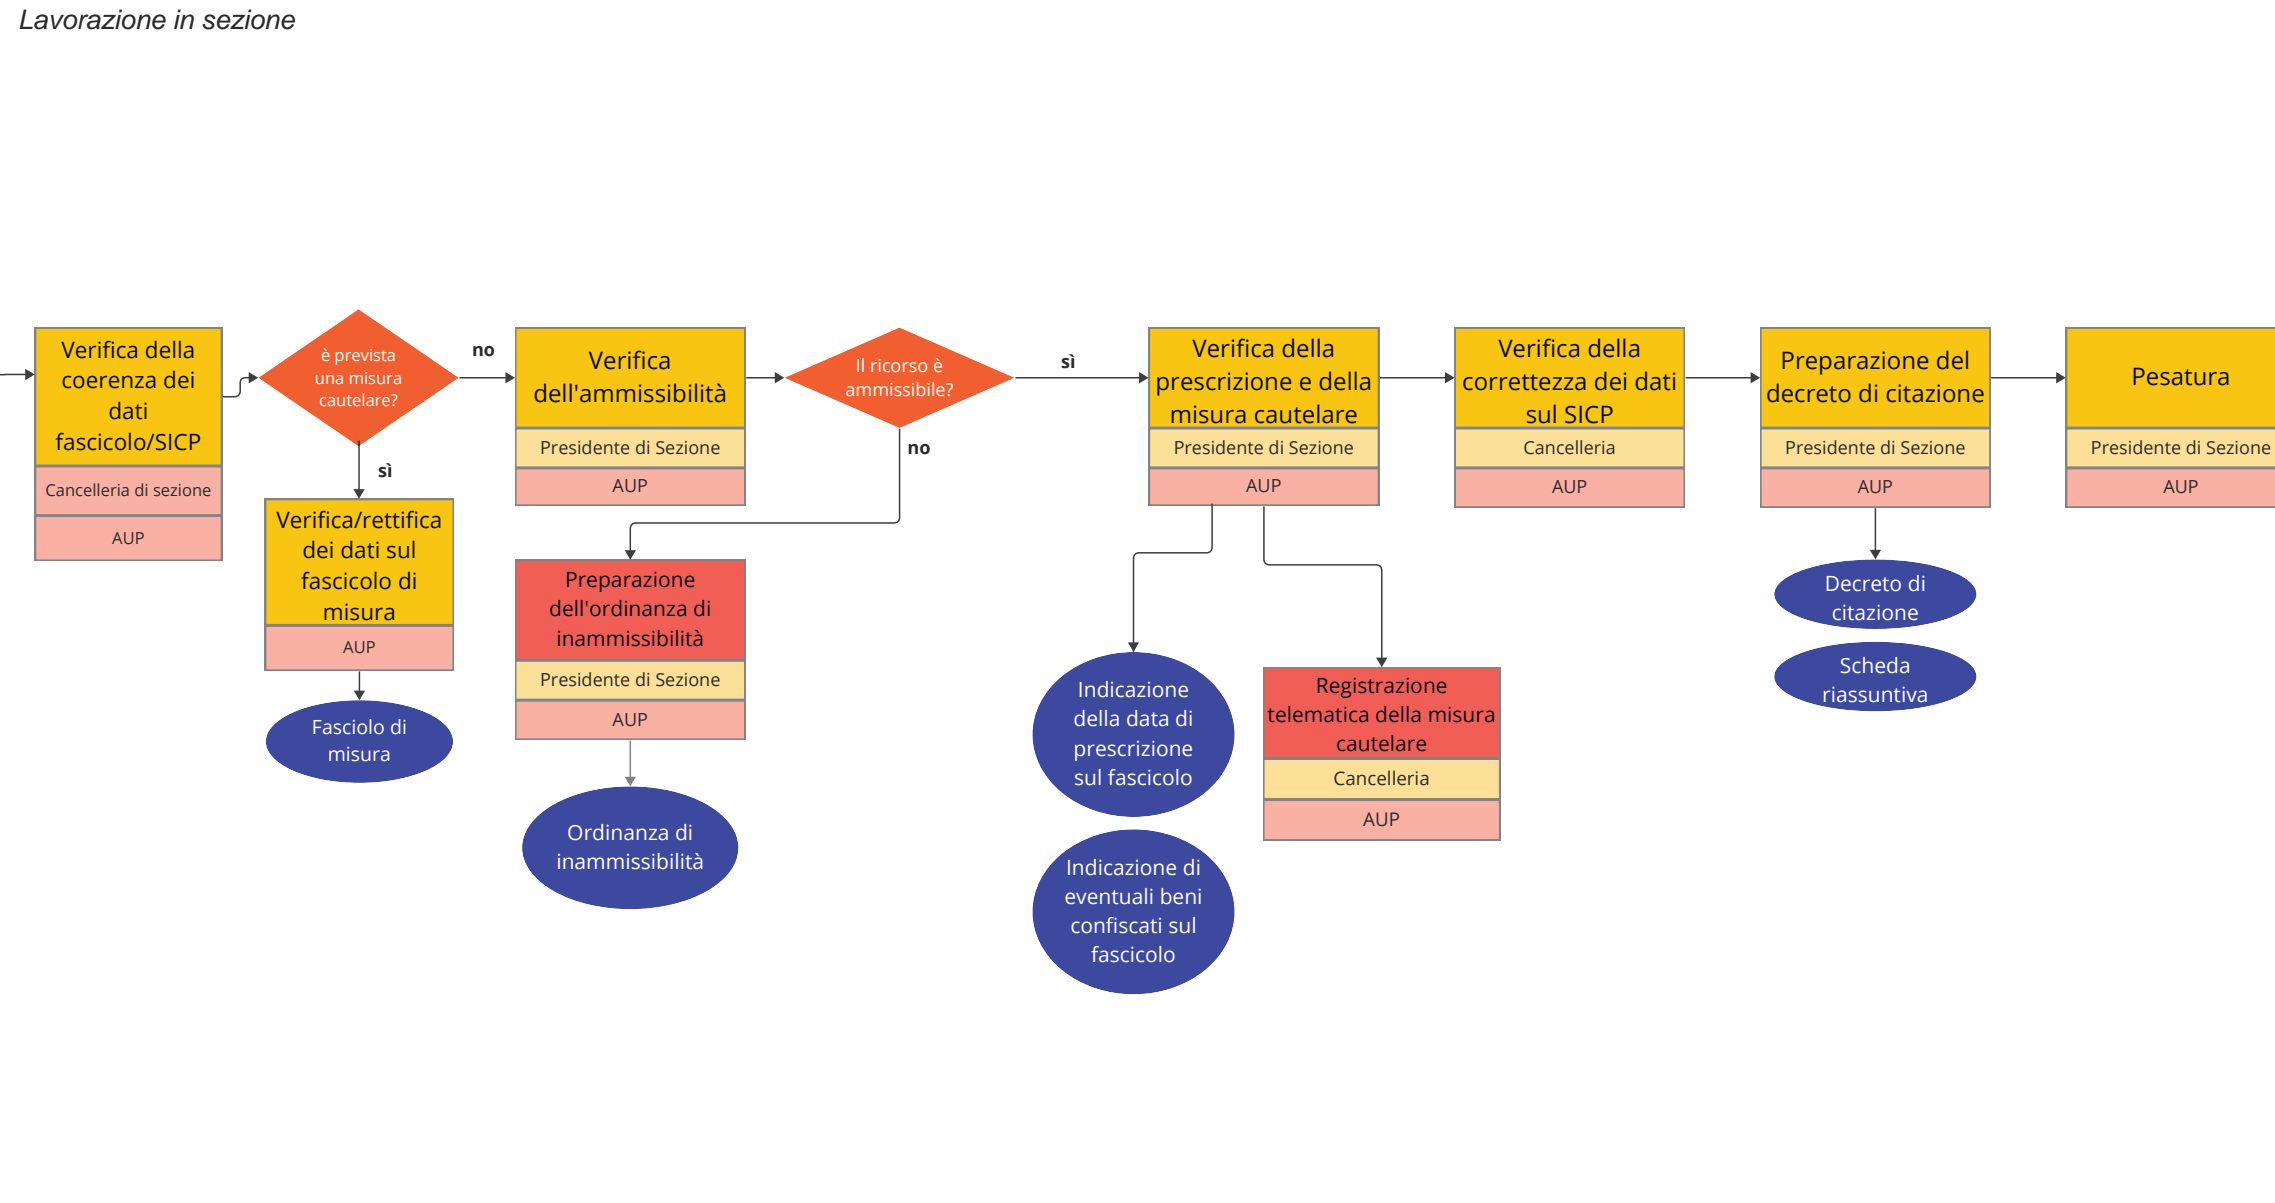 Lavorazione in sezione
Verifica della
coerenza dei
dati
fascicolo/SICP
Cancelleria di sezione
AUP
è prevista
una misura
cautelare?
no
sì
Verifica/rettifica
dei dati sul
fascicolo di
misura
AUP
Fasciolo di
misura
Verifica
dell'ammissibilità
Presidente di Sezione
AUP
Il ricorso è
ammissibile?
sì
no
Preparazione
dell'ordinanza di
inammissibilità
Presidente di Sezione
AUP
Ordinanza di
inammissibilità
Verifica della
prescrizione e della
misura cautelare
Presidente di Sezione
AUP
Indicazione
della data di
prescrizione
sul fascicolo
Indicazione di
eventuali beni
confiscati sul
fascicolo
Registrazione
telematica della misura
cautelare
Cancelleria
AUP
Verifica della
correttezza dei dati
sul SICP
Cancelleria
AUP
Preparazione del
decreto di citazione
Presidente di Sezione
AUP
Decreto di
citazione
Scheda
riassuntiva
Pesatura
Presidente di Sezione
AUP